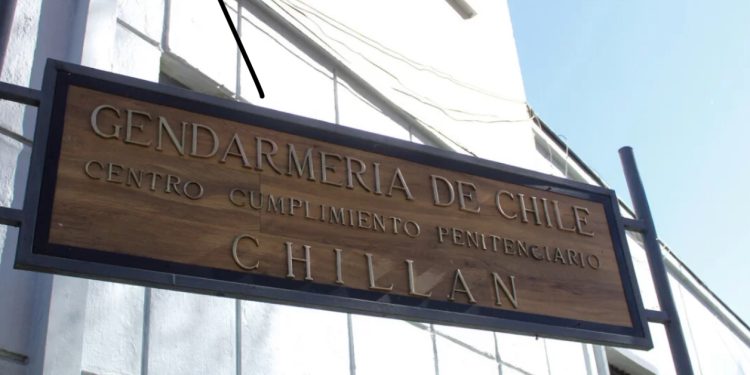 GENDARMERIA DE CHILE
CENTRO CUMPLIMIENTO PENITENCIARIO
CHILLAN